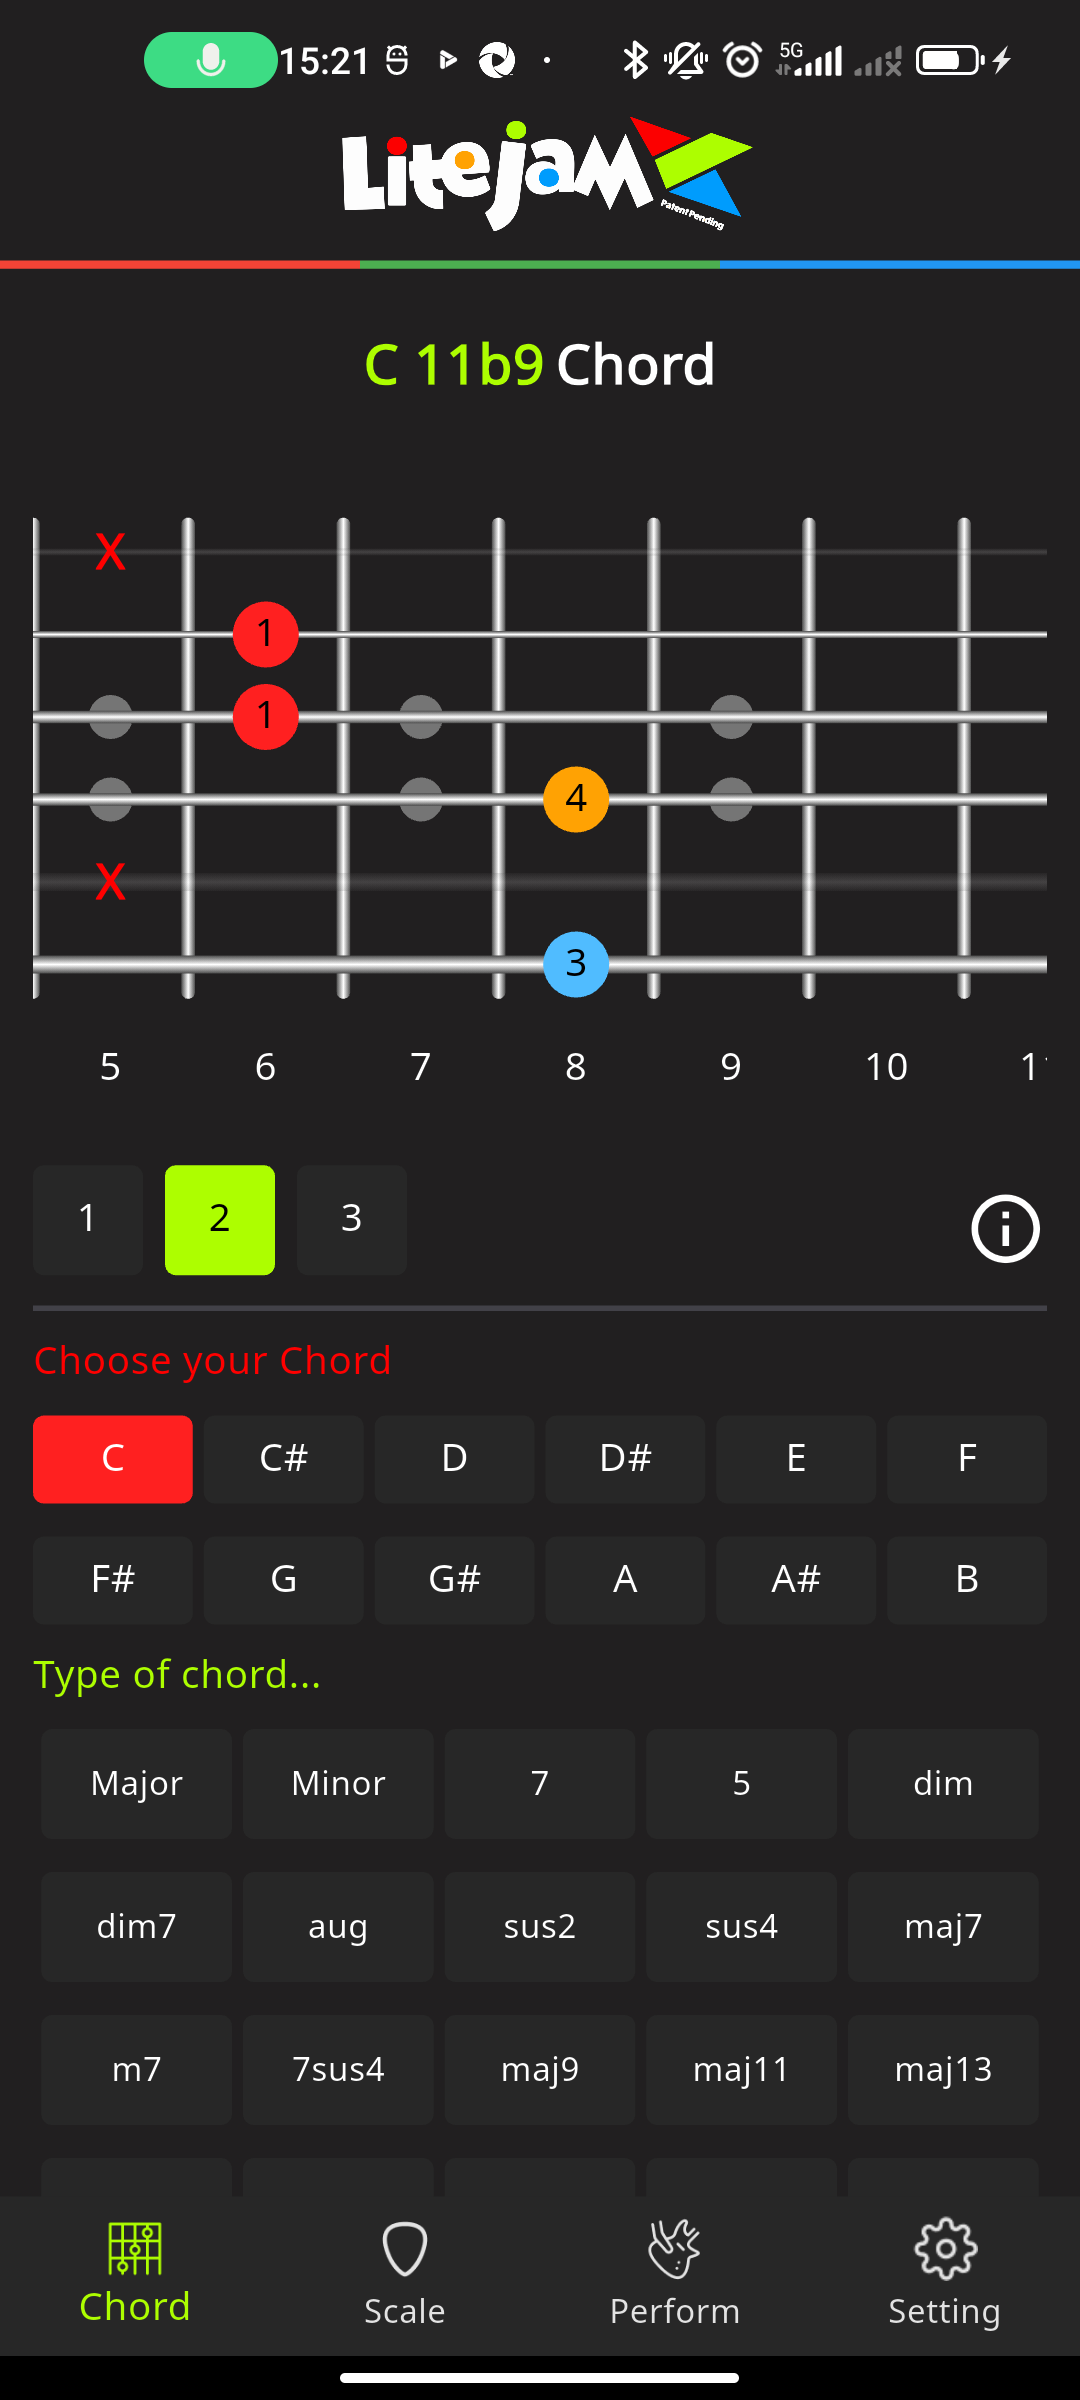 15:21 5G
Litejam
Patent Pending
C 11b9 Chord
X
1
1
4
X
3
5 6 7 8 9 10 11
1 2 3
Choose your Chord
C C# D D# E F
F# G G# A A# B
Type of chord...
Major Minor 7 5 dim
dim7 aug sus2 sus4 maj7
m7 7sus4 maj9 maj11 maj13
Chord Scale Perform Setting